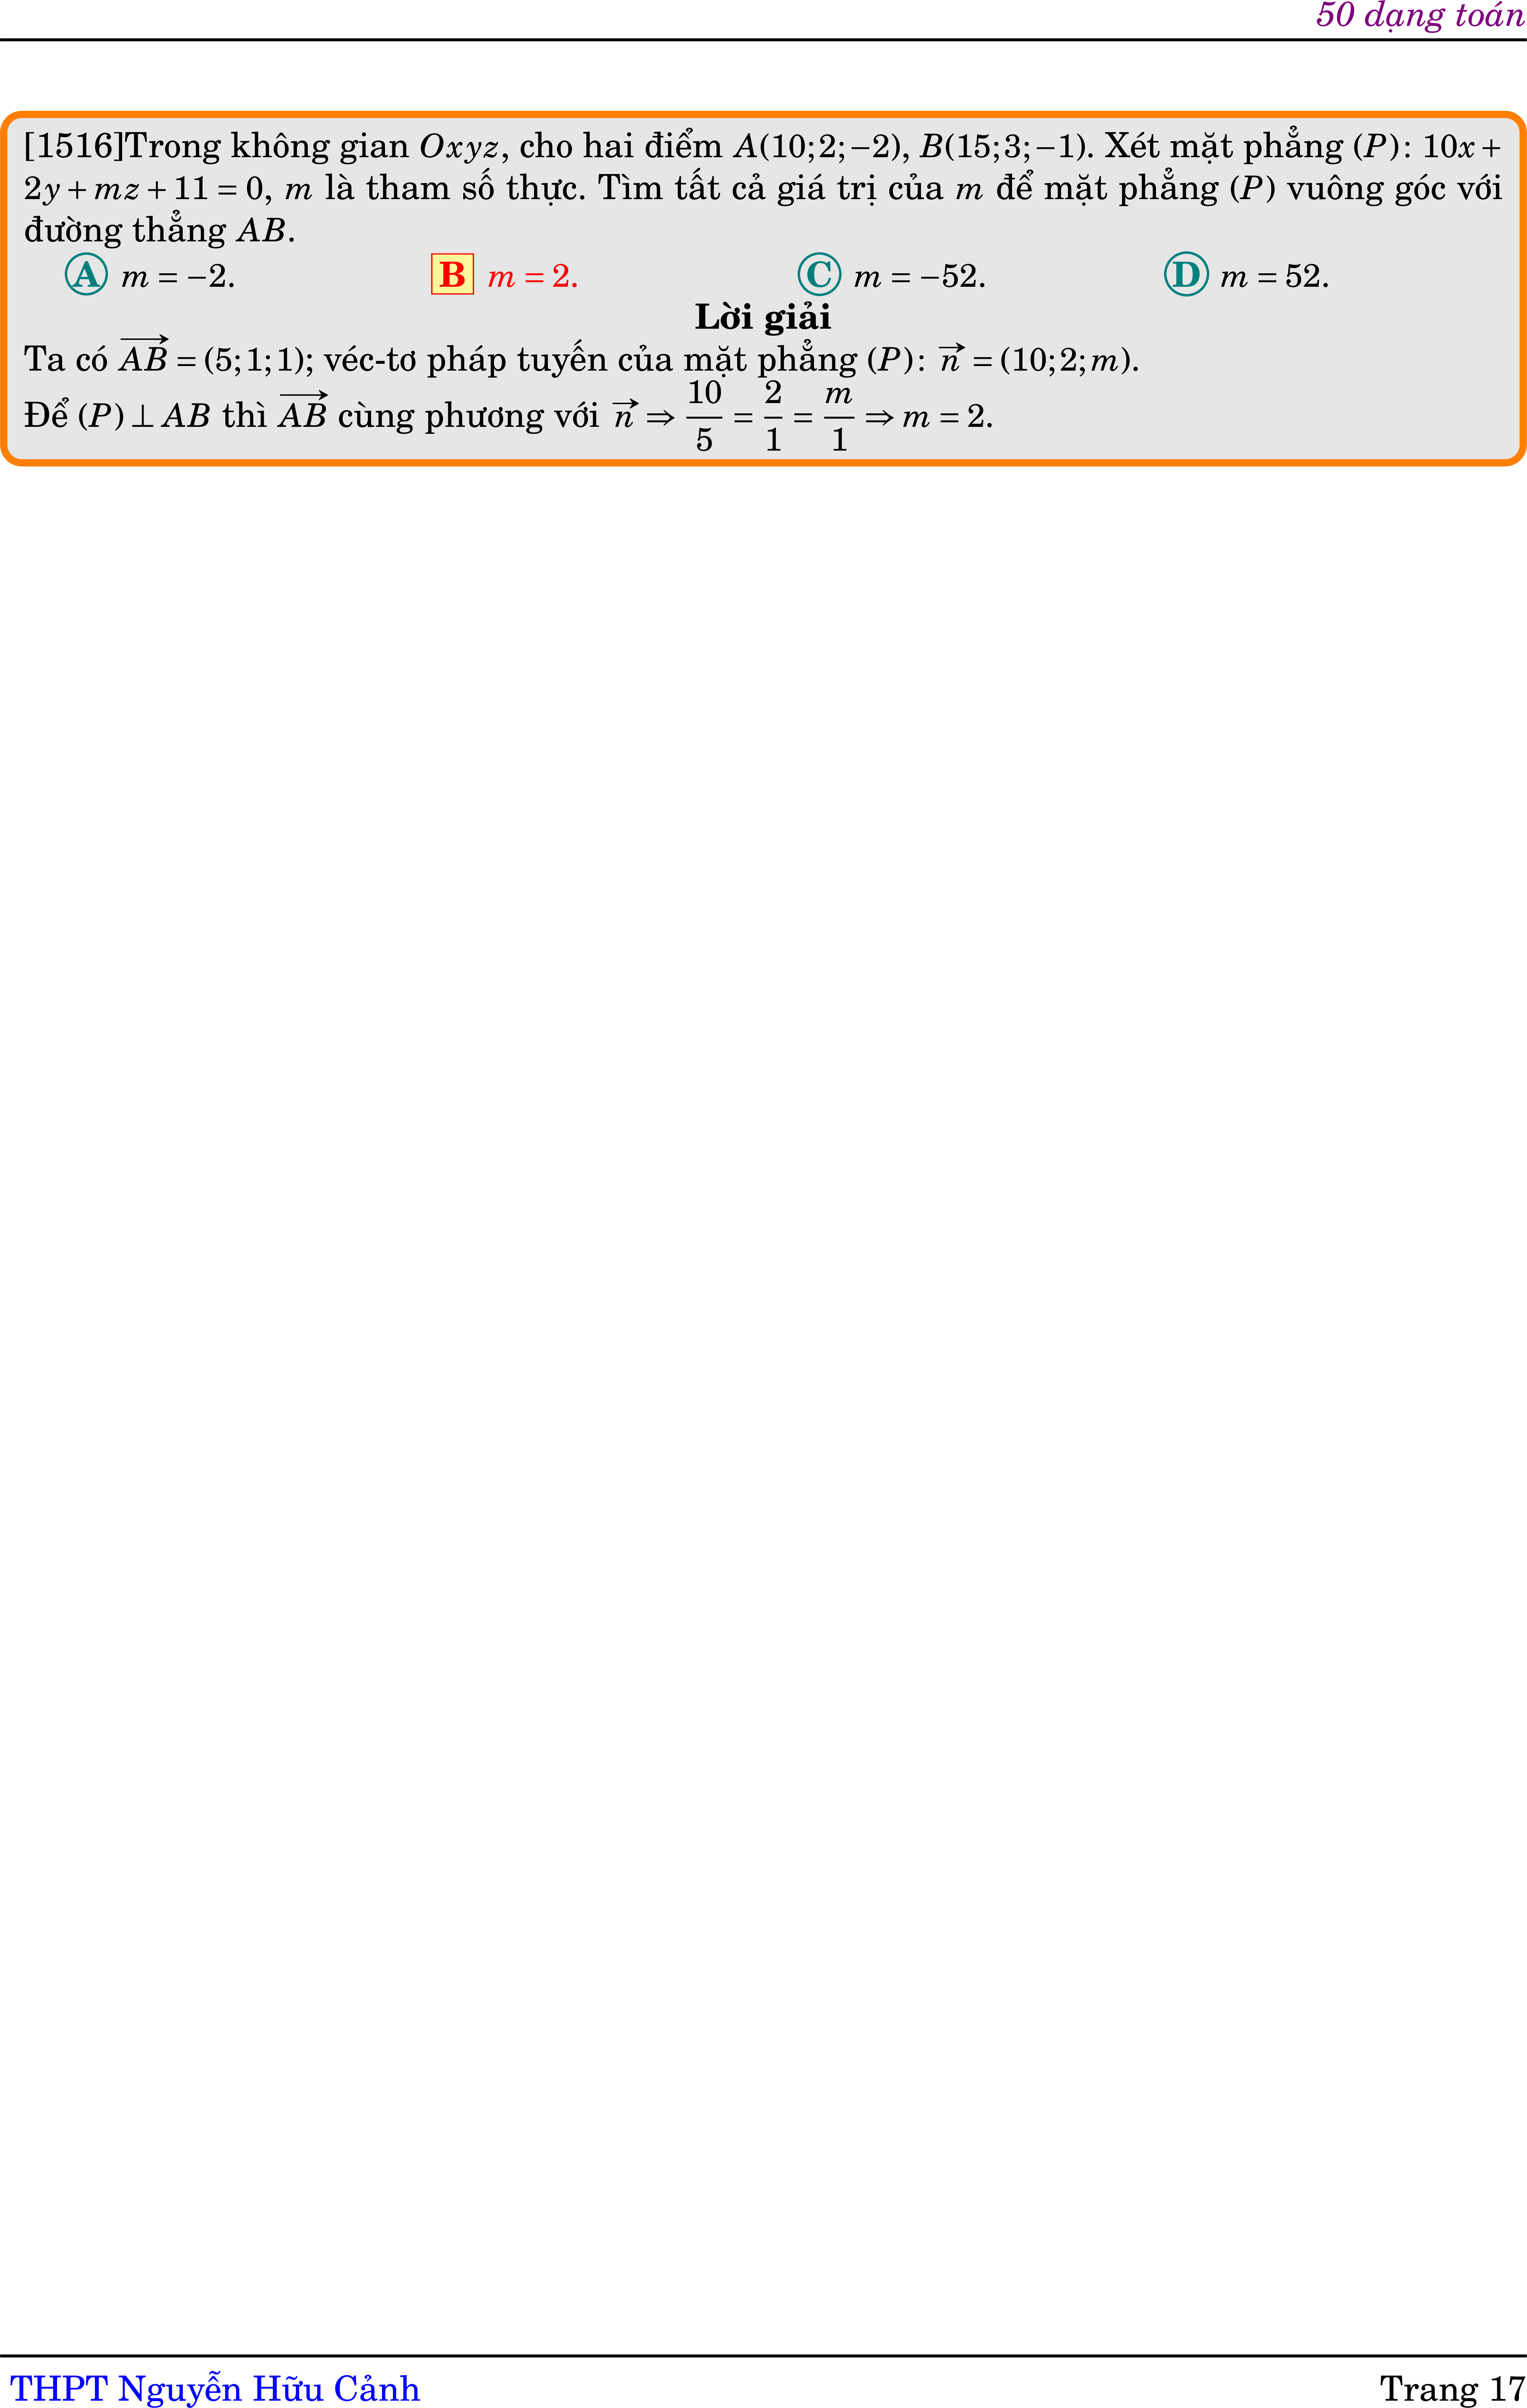 50 dạng toán
[1516]Trong không gian Oxyz, cho hai điểm A(10;2;−2), B(15;3;−1). Xét mặt phẳng (P): 10x +
2y + mz + 11 = 0, m là tham số thực. Tìm tất cả giá trị của m để mặt phẳng (P) vuông góc với
đường thẳng AB.
A m = −2. B m = 2. C m = −52. D m = 52.
Lời giải
Ta có $\overrightarrow{AB}$ = (5;1;1); véc-tơ pháp tuyến của mặt phẳng (P): $\overrightarrow{n}$ = (10;2;m).
Để (P) ⊥ AB thì $\overrightarrow{AB}$ cùng phương với $\overrightarrow{n}$ ⇒ $\frac{10}{5} = \frac{2}{1} = \frac{m}{1}$ ⇒ m = 2.
THPT Nguyễn Hữu Cảnh Trang 17